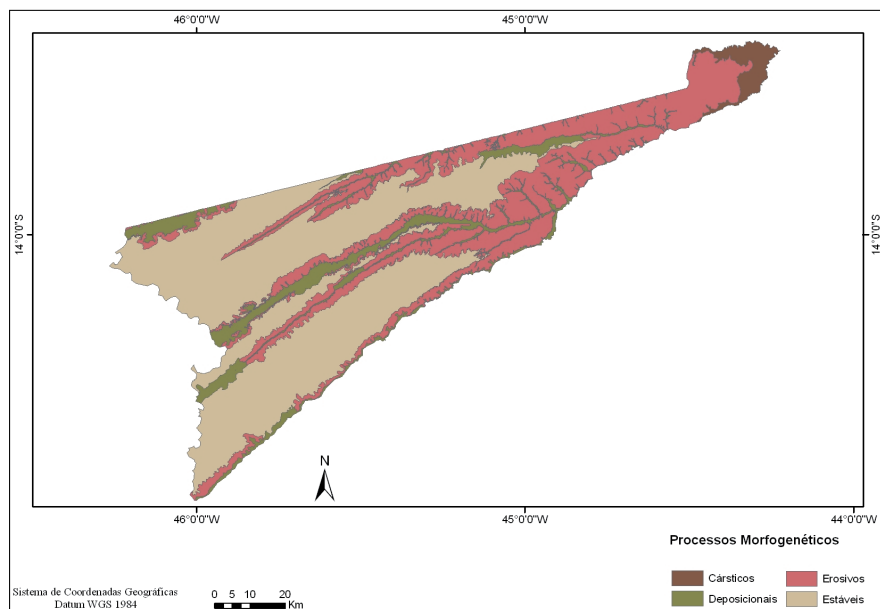 46°0'0"W 45°0'0"W
14°0'0"S 14°0'0"S
46°0'0"W 45°0'0"W 44°0'0"W
N
Processos Morfogenéticos
Cársticos Erosivos
Deposicionais Estáveis
Sistema de Coordenadas Geográficas
Datum WGS 1984
0 5 10 20
Km